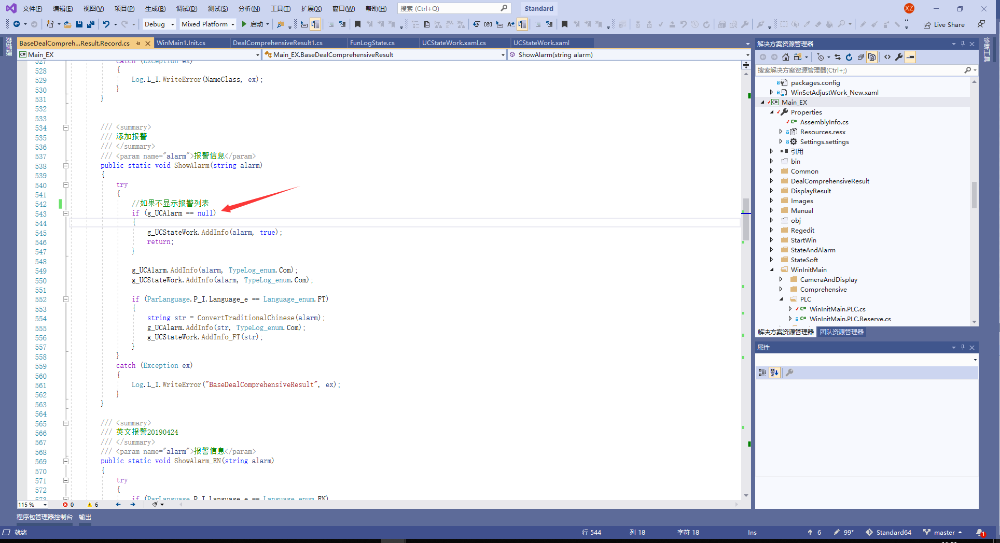 文件(F) 编辑(E) 视图(V) 项目(P) 生成(B) 调试(D) 测试(S) 分析(N) 工具(T) 扩展(X) 窗口(W) 帮助(H) 搜索 (Ctrl+Q) Standard XZ
Debug Mixed Platform 启动 Live Share
数据源
BaseDealCompreh...Result.Record.cs WinMain1.Init.cs DealComprehensiveResult1.cs FunLogState.cs UCStateWork.xaml.cs UCStateWork.xaml
Main_EX Main_EX.BaseDealComprehensiveResult ShowAlarm(string alarm)
527 catch (Exception ex)
528 {
529 Log.L_I.WriteError(NameClass, ex);
530 }
531 }
532
533
534 /// <summary>
535 /// 添加报警
536 /// </summary>
537 /// <param name="alarm">报警信息</param>
538 public static void ShowAlarm(string alarm)
539 {
540 try
541 {
542 //如果不显示报警列表
543 if (g_UCAlarm == null)
544 {
545 g_UCStateWork.AddInfo(alarm, true);
546 return;
547 }
548
549 g_UCAlarm.AddInfo(alarm, TypeLog_enum.Com);
550 g_UCStateWork.AddInfo(alarm, TypeLog_enum.Com);
551
552 if (ParLanguage.P_I.Language_e == Language_enum.FT)
553 {
554 string str = ConvertTraditionalChinese(alarm);
555 g_UCAlarm.AddInfo(str, TypeLog_enum.Com);
556 g_UCStateWork.AddInfo_FT(str);
557 }
558 }
559 catch (Exception ex)
560 {
561 Log.L_I.WriteError("BaseDealComprehensiveResult", ex);
562 }
563 }
564
565 /// <summary>
566 /// 英文报警20190424
567 /// </summary>
568 /// <param name="alarm">报警信息</param>
569 public static void ShowAlarm_EN(string alarm)
570 {
571 try
572 {
573 if (ParLanguage.P_I.Language_e == Language_enum.EN)
115 % 0 6
程序包管理器控制台 输出
解决方案资源管理器
搜索解决方案资源管理器(Ctrl+;)
packages.config
WinSetAdjustWork_New.xaml
Main_EX
Properties
AssemblyInfo.cs
Resources.resx
Settings.settings
引用
bin
Common
DealComprehensiveResult
DisplayResult
Images
Manual
obj
Regedit
StartWin
StateAndAlarm
StateSoft
WinInitMain
CameraAndDisplay
Comprehensive
PLC
WinInitMain.PLC.cs
WinInitMain.PLC.Reserve.cs
解决方案资源管理器 团队资源管理器
属性
诊断工具
就绪 行 544 列 18 字符 18 Ins 6 99* Standard64 master 1